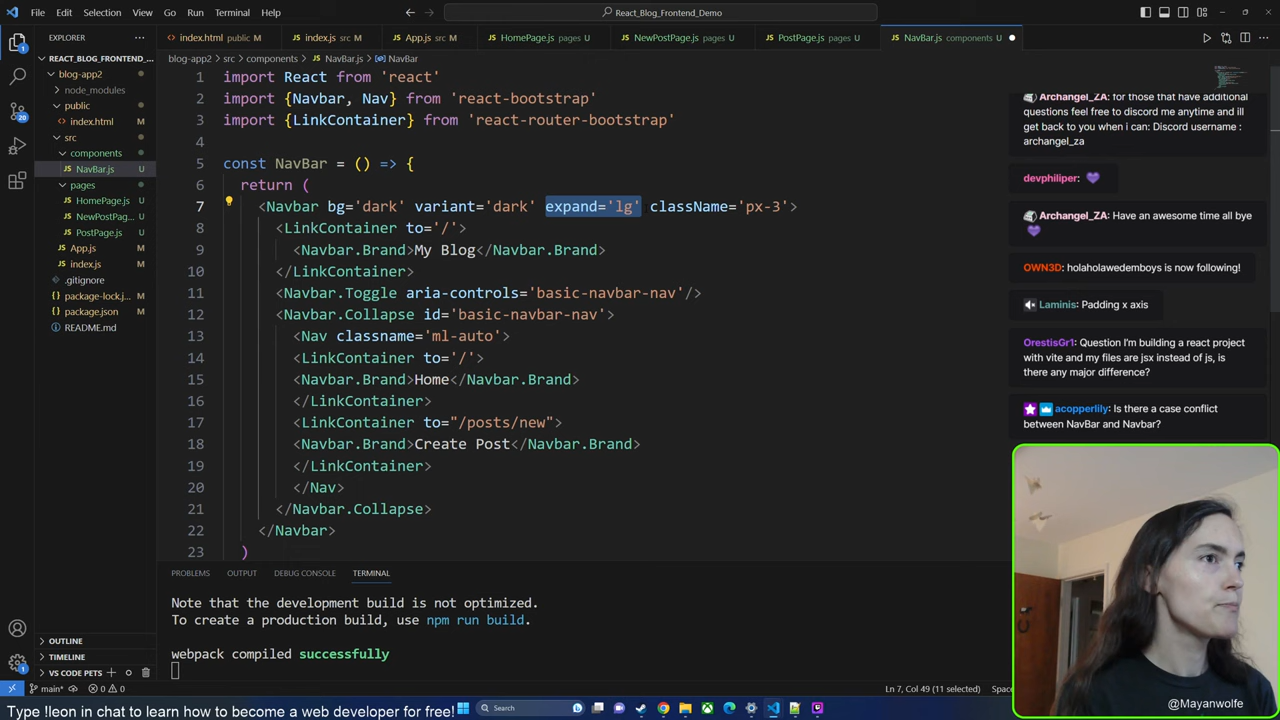 File Edit Selection View Go Run Terminal Help
React_Blog_Frontend_Demo
EXPLORER
index.html public M
index.js src M
App.js src M
HomePage.js pages U
NewPostPage.js pages U
PostPage.js pages U
NavBar.js components U
REACT_BLOG_FRONTEND_...
blog-app2
node_modules
public
index.html M
src
components
NavBar.js U
pages
HomePage.js U
NewPostPag... U
PostPage.js U
App.js M
index.js M
.gitignore
package-lock.j... M
package.json M
README.md
OUTLINE
TIMELINE
VS CODE PETS
blog-app2 > src > components > NavBar.js > NavBar
1 import React from 'react'
2 import {Navbar, Nav} from 'react-bootstrap'
3 import {LinkContainer} from 'react-router-bootstrap'
4
5 const NavBar = () => {
6 return (
7 <Navbar bg='dark' variant='dark' expand='lg' className='px-3'>
8 <LinkContainer to='/'>
9 <Navbar.Brand>My Blog</Navbar.Brand>
10 </LinkContainer>
11 <Navbar.Toggle aria-controls='basic-navbar-nav'/>
12 <Navbar.Collapse id='basic-navbar-nav'>
13 <Nav classname='ml-auto'>
14 <LinkContainer to='/'>
15 <Navbar.Brand>Home</Navbar.Brand>
16 </LinkContainer>
17 <LinkContainer to="/posts/new">
18 <Navbar.Brand>Create Post</Navbar.Brand>
19 </LinkContainer>
20 </Nav>
21 </Navbar.Collapse>
22 </Navbar>
23 )
PROBLEMS OUTPUT DEBUG CONSOLE TERMINAL
Note that the development build is not optimized.
To create a production build, use npm run build.
webpack compiled successfully
Archangel_ZA: for those that have additional
questions feel free to discord me anytime and ill
get back to you when i can: Discord username :
archangel_za
devphiliper: 💜
Archangel_ZA: Have an awesome time all bye
💜
OWN3D: holaholawedemboys is now following!
Laminis: Padding x axis
OrestisGr1: Question I'm building a react project
with vite and my files are jsx instead of js, is
there any major difference?
acopperlily: Is there a case conflict
between NavBar and Navbar?
main* 0 0
Ln 7, Col 49 (11 selected)
Type !leon in chat to learn how to become a web developer for free!
Search
@Mayanwolfe